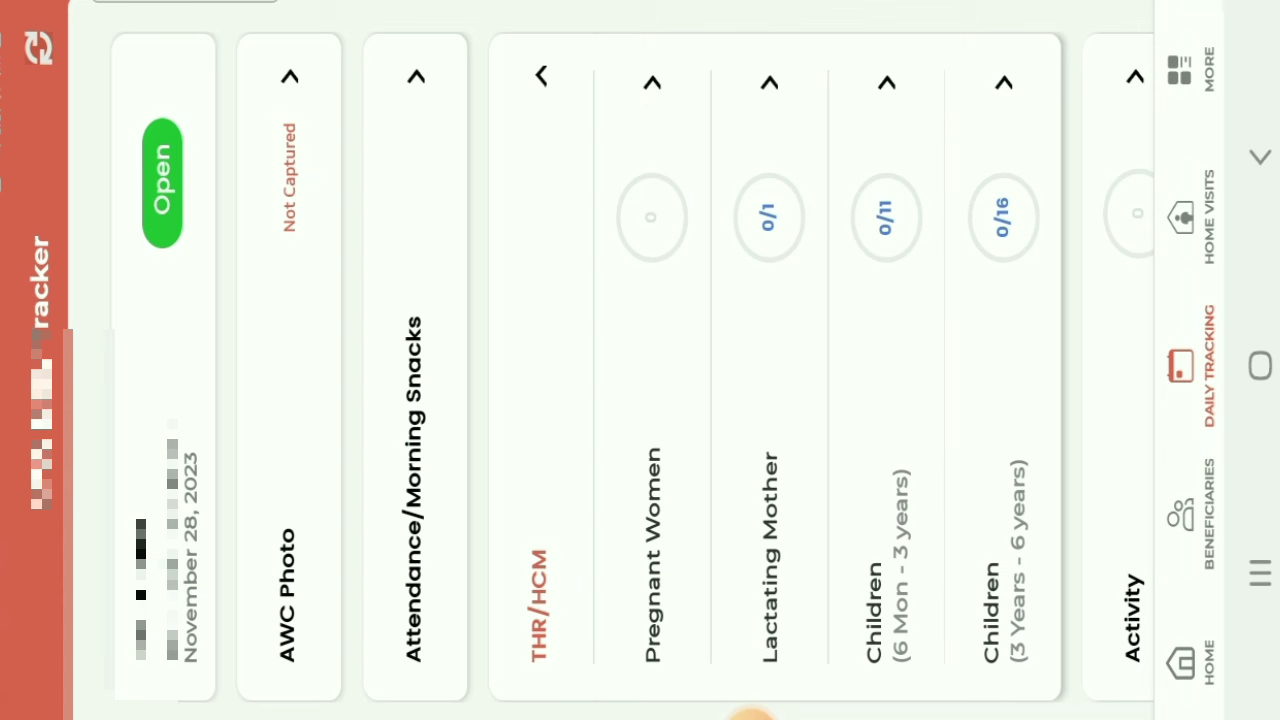 racker
November 28, 2023
Open
AWC Photo
Not Captured
Attendance/Morning Snacks
THR/HCM
Pregnant Women
0
Lactating Mother
0/1
Children
(6 Mon - 3 years)
0/11
Children
(3 Years - 6 years)
0/16
Activity
0
HOME
BENEFICIARIES
DAILY TRACKING
HOME VISITS
MORE